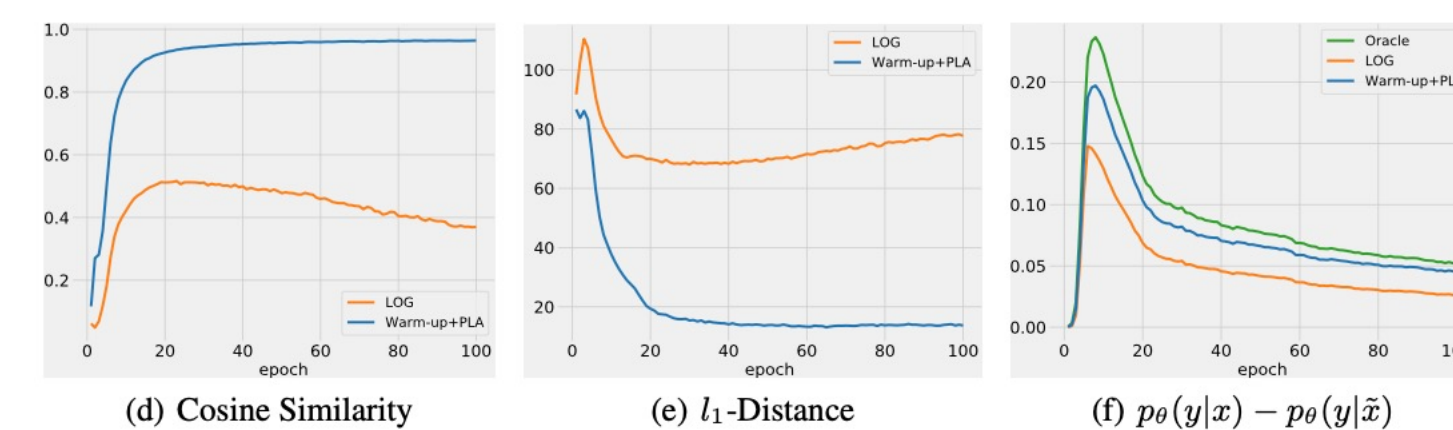 1.0
0.8
0.6
0.4
0.2
0 20 40 60 80 100
epoch
LOG
Warm-up+PLA
(d) Cosine Similarity
100
80
60
40
20
0 20 40 60 80 100
epoch
LOG
Warm-up+PLA
(e) l₁-Distance
0.20
0.15
0.10
0.05
0.00
0 20 40 60 80
epoch
Oracle
LOG
Warm-up+PL
(f) pθ(y|x) − pθ(y|x̃)